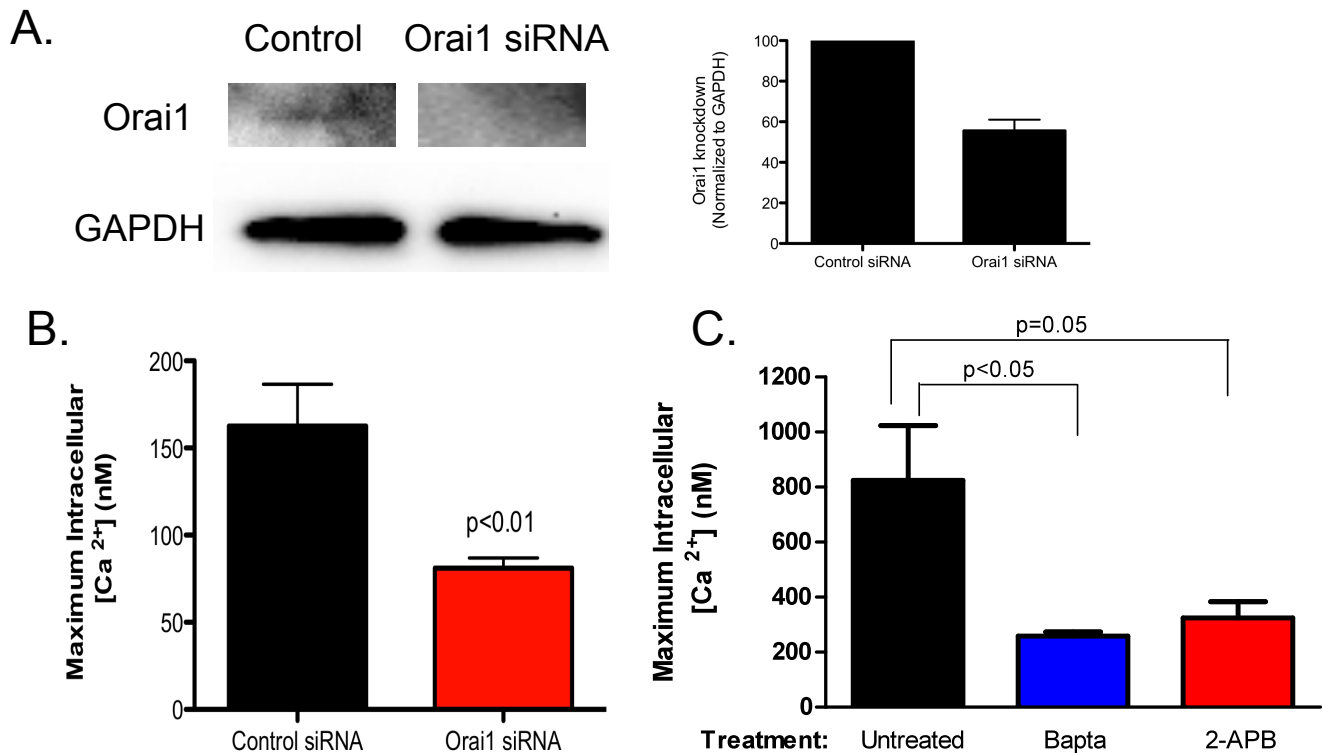 A.
Control Orai1 siRNA
Orai1
GAPDH
Orai1 knockdown
(Normalized to GAPDH)
100
80
60
40
20
0
Control siRNA Orai1 siRNA
B.
Maximum Intracellular
[Ca 2+] (nM)
200
150
100
50
0
p<0.01
Control siRNA Orai1 siRNA
C.
p=0.05
p<0.05
Maximum Intracellular
[Ca 2+] (nM)
1200
1000
800
600
400
200
0
Treatment: Untreated Bapta 2-APB